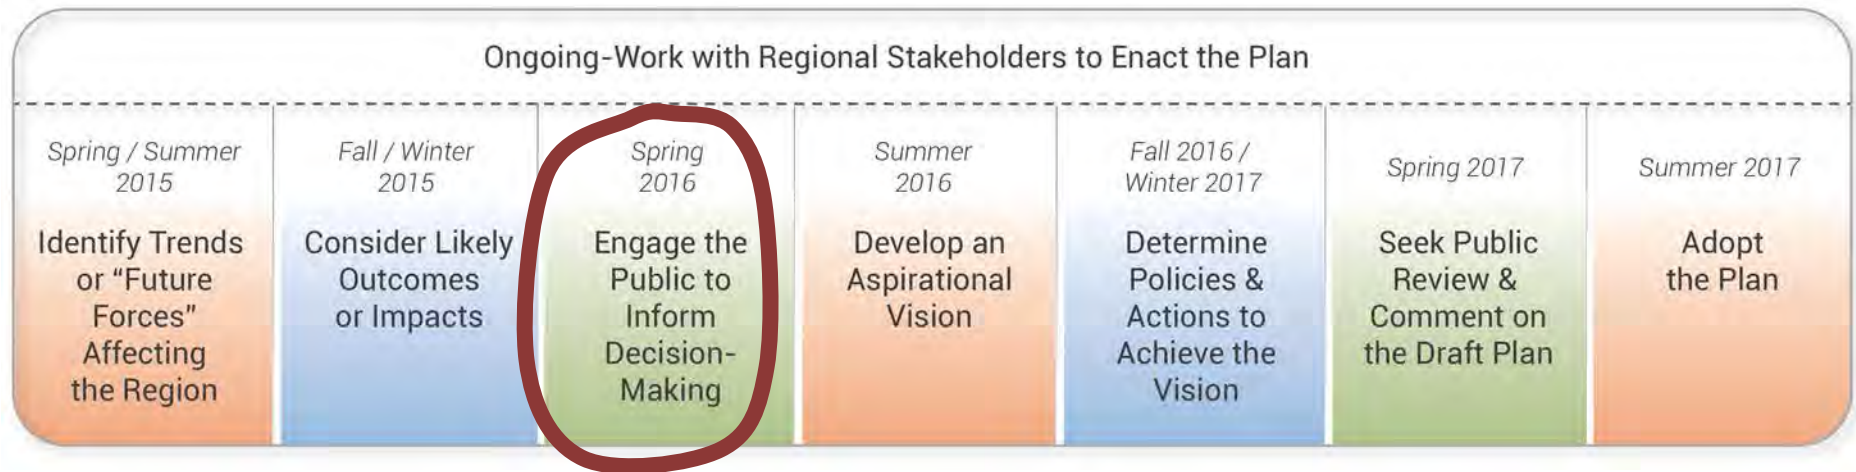 Ongoing-Work with Regional Stakeholders to Enact the Plan
Spring / Summer
2015
Identify Trends
or “Future
Forces”
Affecting
the Region
Fall / Winter
2015
Consider Likely
Outcomes
or Impacts
Spring
2016
Engage the
Public to
Inform
Decision-
Making
Summer
2016
Develop an
Aspirational
Vision
Fall 2016 /
Winter 2017
Determine
Policies &
Actions to
Achieve the
Vision
Spring 2017
Seek Public
Review &
Comment on
the Draft Plan
Summer 2017
Adopt
the Plan